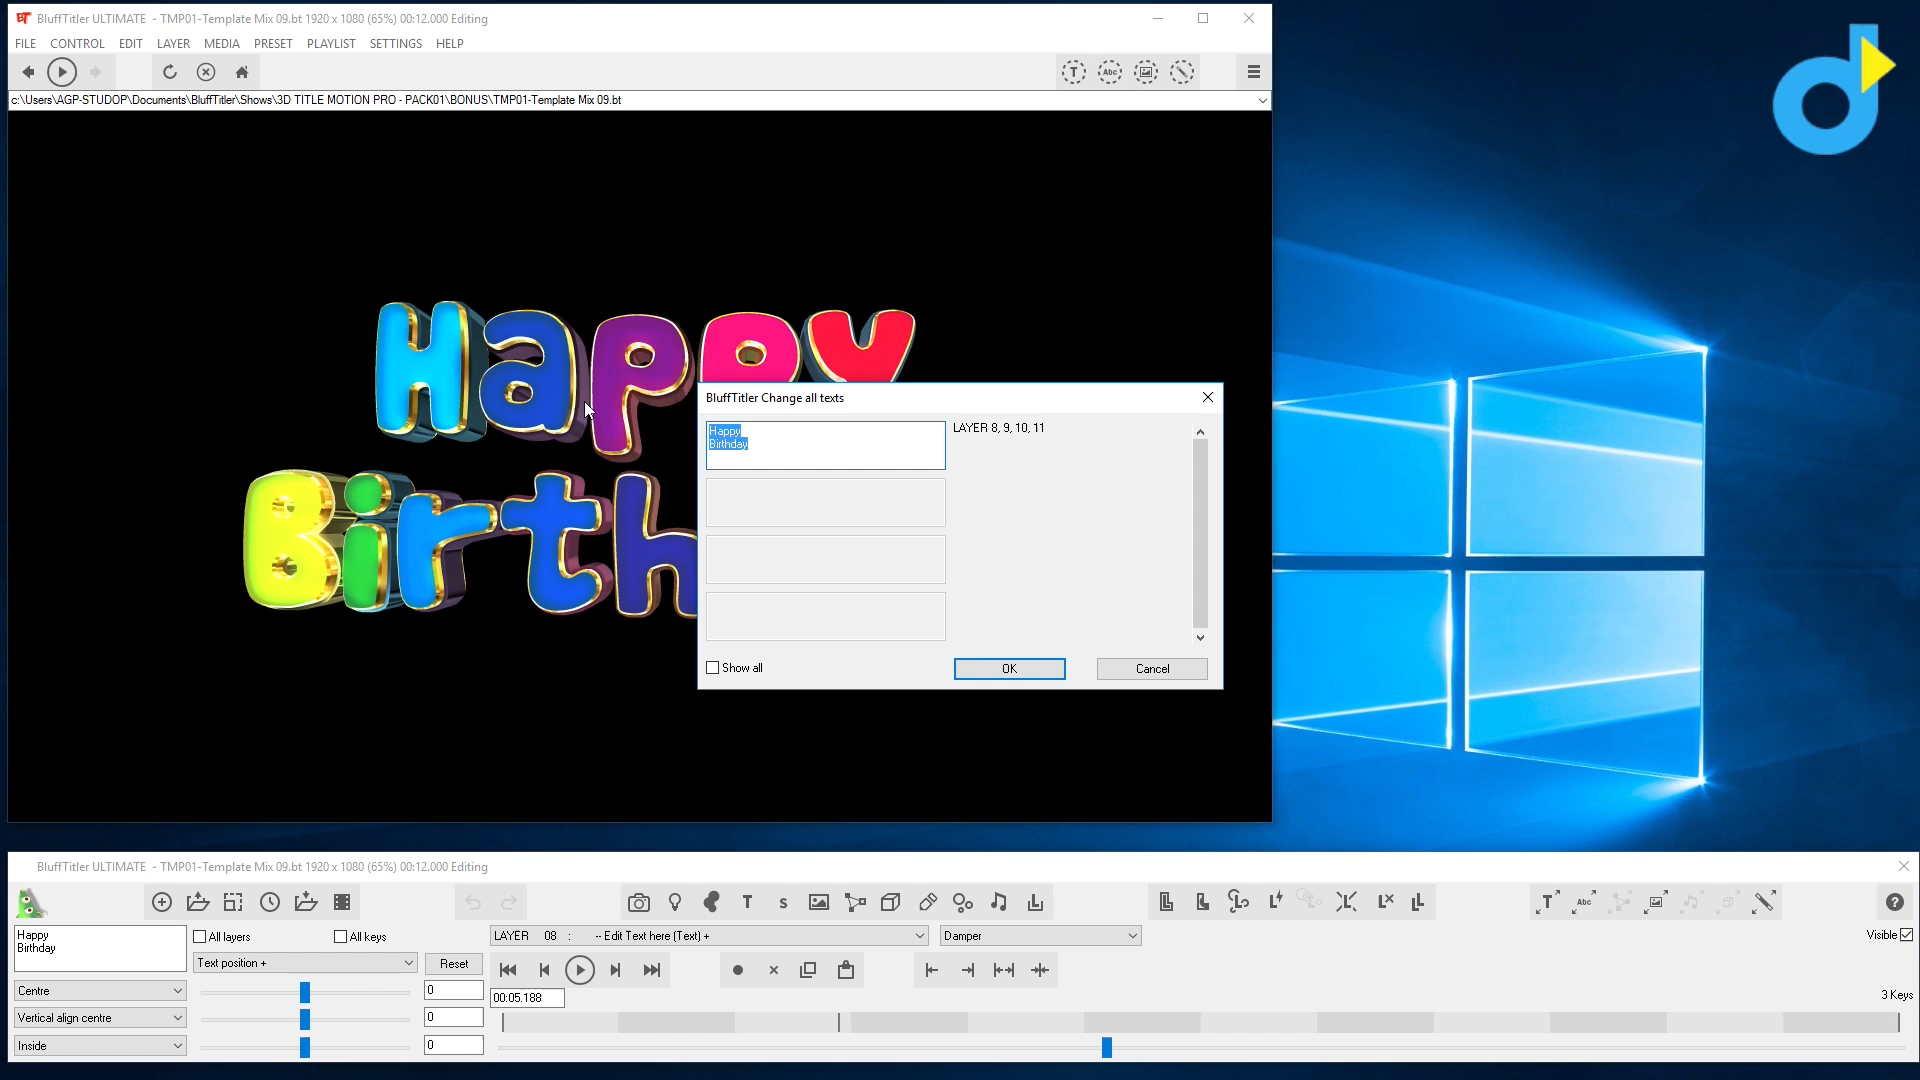 BT BluffTitler ULTIMATE - TMP01-Template Mix 09.bt 1920 x 1080 (65%) 00:12.000 Editing
FILE CONTROL EDIT LAYER MEDIA PRESET PLAYLIST SETTINGS HELP
T Abc
c:\Users\AGP-STUDOP\Documents\BluffTitler\Shows\3D TITLE MOTION PRO - PACK01\BONUS\TMP01-Template Mix 09.bt
Happy
Birth
BluffTitler Change all texts
Happy
Birthday
LAYER 8, 9, 10, 11
Show all
OK
Cancel
BluffTitler ULTIMATE - TMP01-Template Mix 09.bt 1920 x 1080 (65%) 00:12.000 Editing
T S T Abc ?
Happy
Birthday
All layers
All keys
LAYER 08 : -- Edit Text here (Text) +
Damper
Visible
Text position +
Reset
Centre
0
00:05.188
3 Keys
Vertical align centre
0
Inside
0